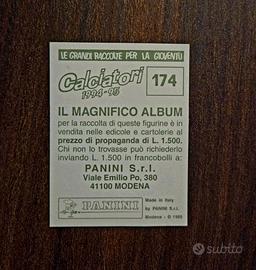 LE GRANDI RACCOLTE PER LA GIOVENTÙ
Calciatori
1994-95
174
IL MAGNIFICO ALBUM
per la raccolta di queste figurine è in
vendita nelle edicole e cartolerie al
prezzo di propaganda di L. 1.500.
Chi non lo trovasse può richiederlo
inviando L. 1.500 in francobolli a:
PANINI S.r.l.
Viale Emilio Po, 380
41100 MODENA
PANINI
Made in Italy
by PANINI S.r.l.
Modena - © 1995
subito